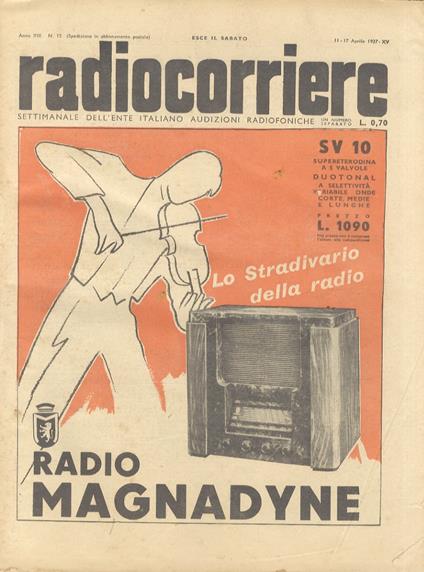 Anno XIII N. 15 (Spedizione in abbonamento postale)
ESCE IL SABATO
11 - 17 Aprile 1937 - XV
radiocorriere
SETTIMANALE DELL'ENTE ITALIANO AUDIZIONI RADIOFONICHE
UN NUMERO
SEPARATO
L. 0,70
SV 10
SUPERETERODINA
A 5 VALVOLE
DUOTONAL
A SELETTIVITÀ
VARIABILE ONDE
CORTE, MEDIE
E LUNGHE
PREZZO
L. 1090
Lo Stradivario
della radio
RADIO
MAGNADYNE